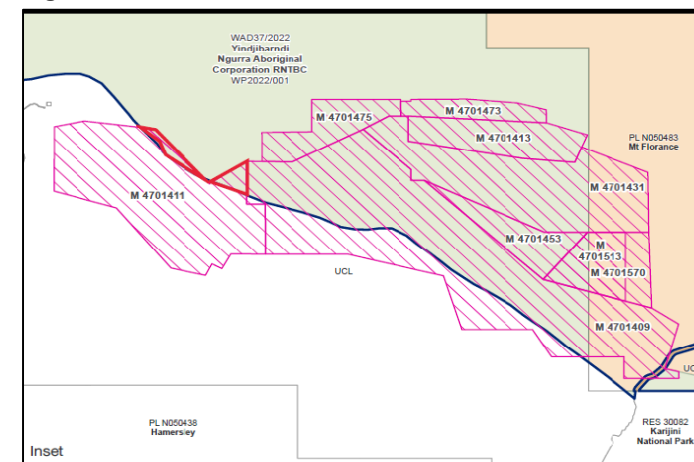 WAD37/2022
Yindjibarndi
Ngurra Aboriginal
Corporation RNTBC
WP2022/001
M 4701475
M 4701473
M 4701413
PL N050483
Mt Florance
M 4701431
M 4701411
M 4701453
M
4701513
M 4701570
UCL
M 4701409
UC
PL N050438
Hamersley
RES 30082
Karijini
National Park
Inset